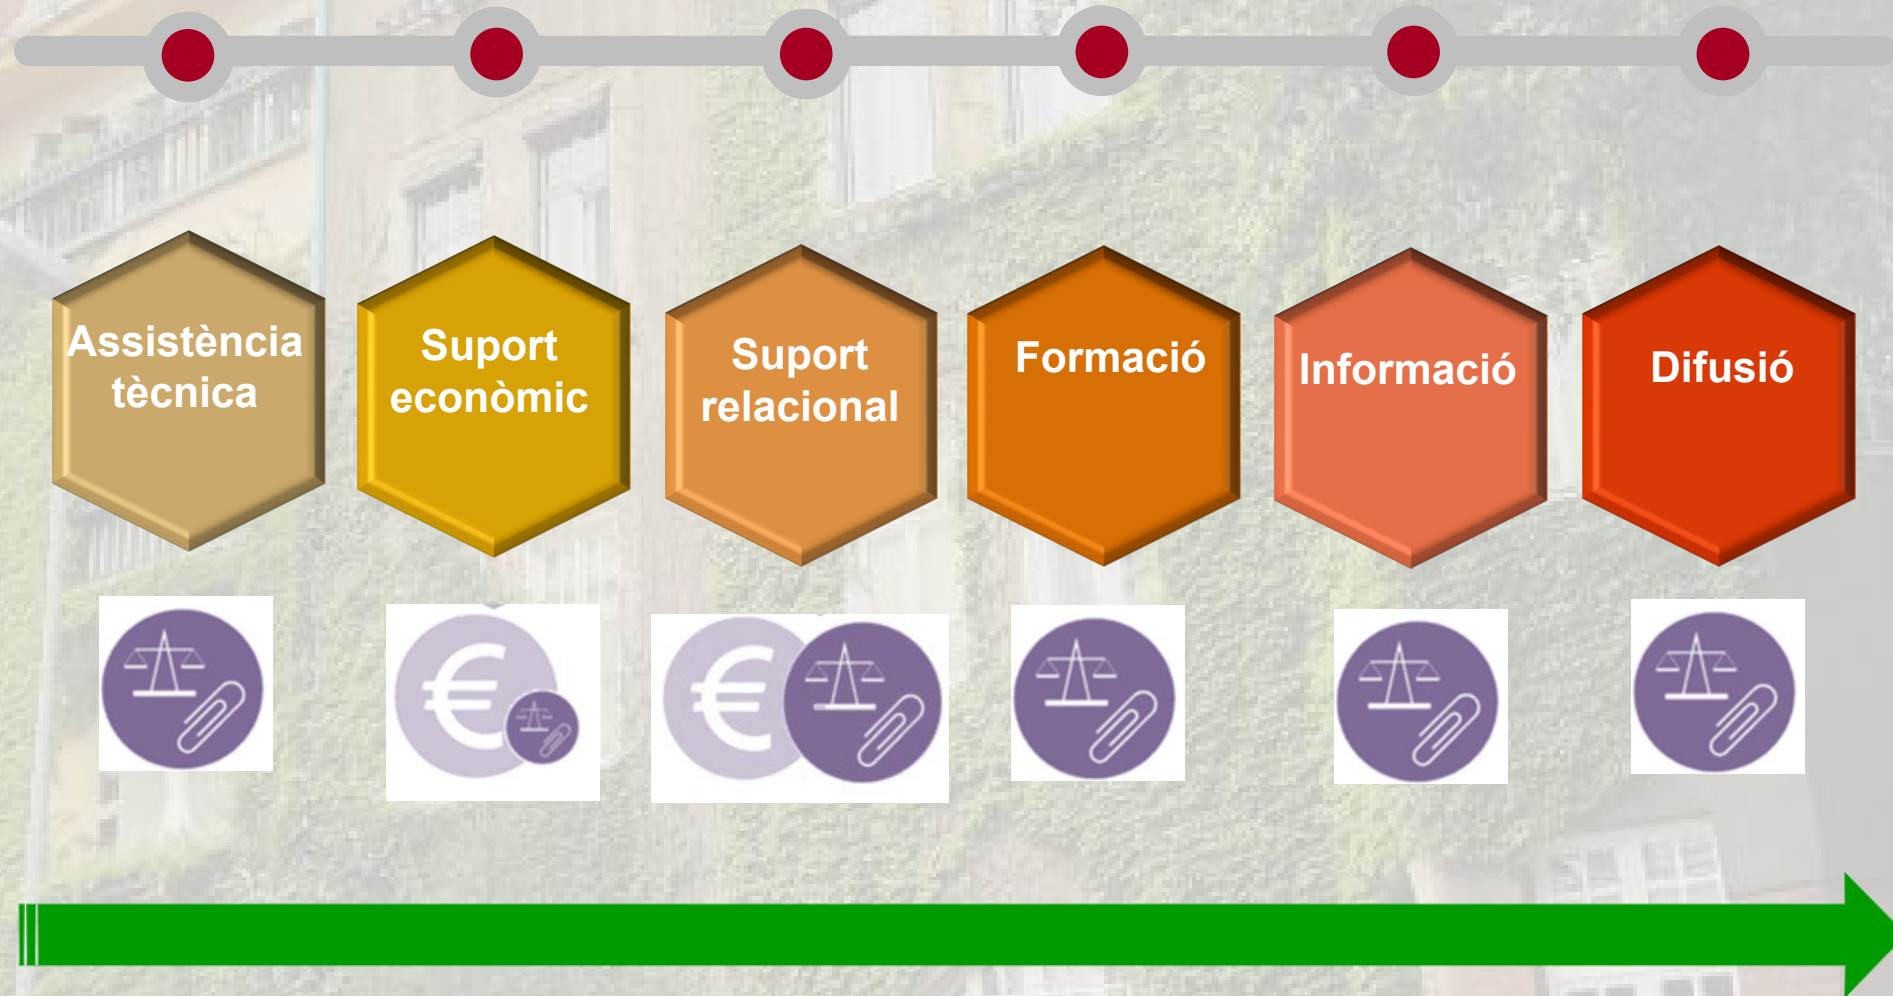 Assistència
tècnica
Suport
econòmic
Suport
relacional
Formació
Informació
Difusió
€
€